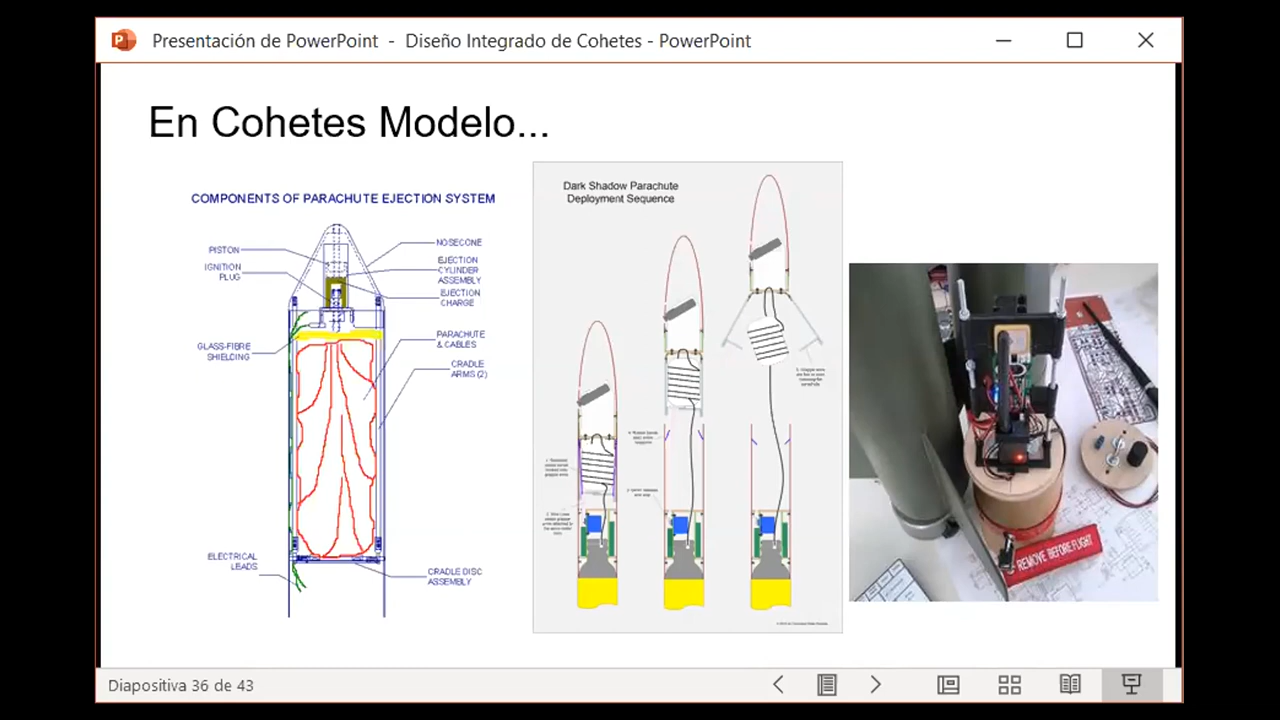 Presentación de PowerPoint - Diseño Integrado de Cohetes - PowerPoint
En Cohetes Modelo...
COMPONENTS OF PARACHUTE EJECTION SYSTEM
PISTON
IGNITION
PLUG
GLASS-FIBRE
SHIELDING
ELECTRICAL
LEADS
NOSECONE
EJECTION
CYLINDER
ASSEMBLY
EJECTION
CHARGE
PARACHUTE
& CABLES
CRADLE
ARMS (2)
CRADLE DISC
ASSEMBLY
Dark Shadow Parachute
Deployment Sequence
REMOVE BEFORE FLIGHT
Diapositiva 36 de 43